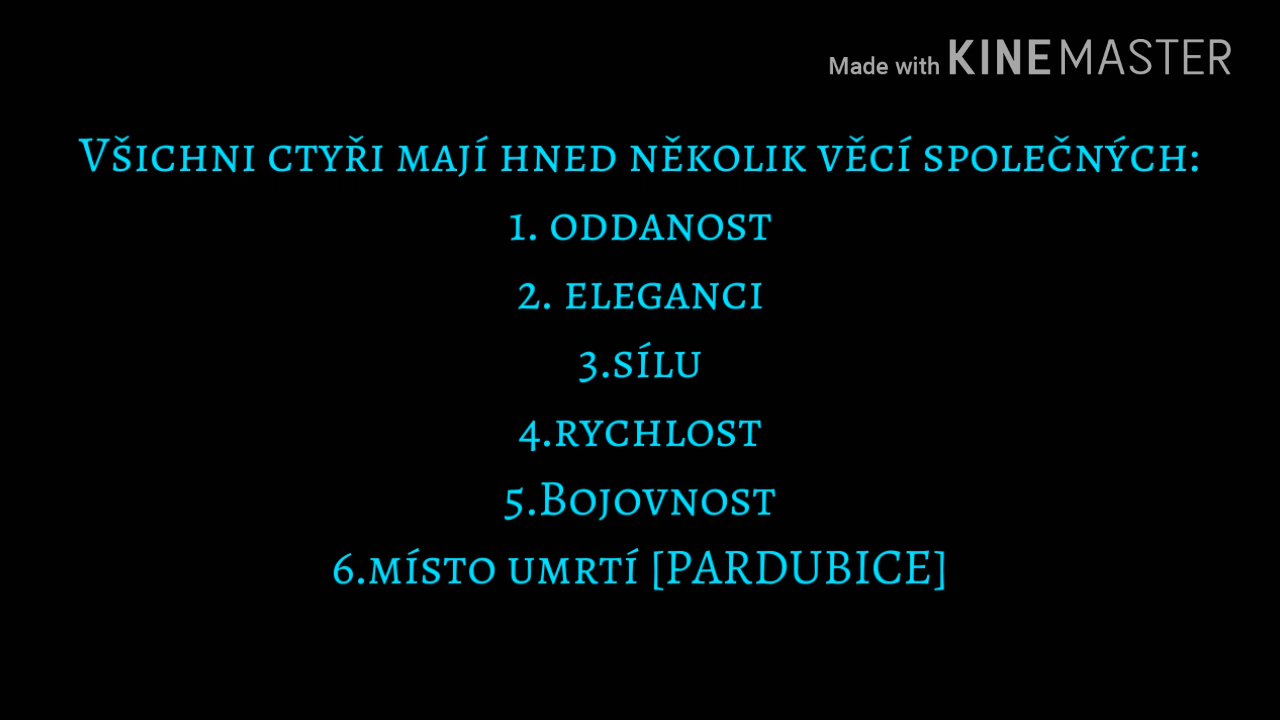 Made with KINEMASTER
Všichni ctyři mají hned několik věcí společných:
1. oddanost
2. eleganci
3.sílu
4.rychlost
5.Bojovnost
6.místo umrtí [PARDUBICE]